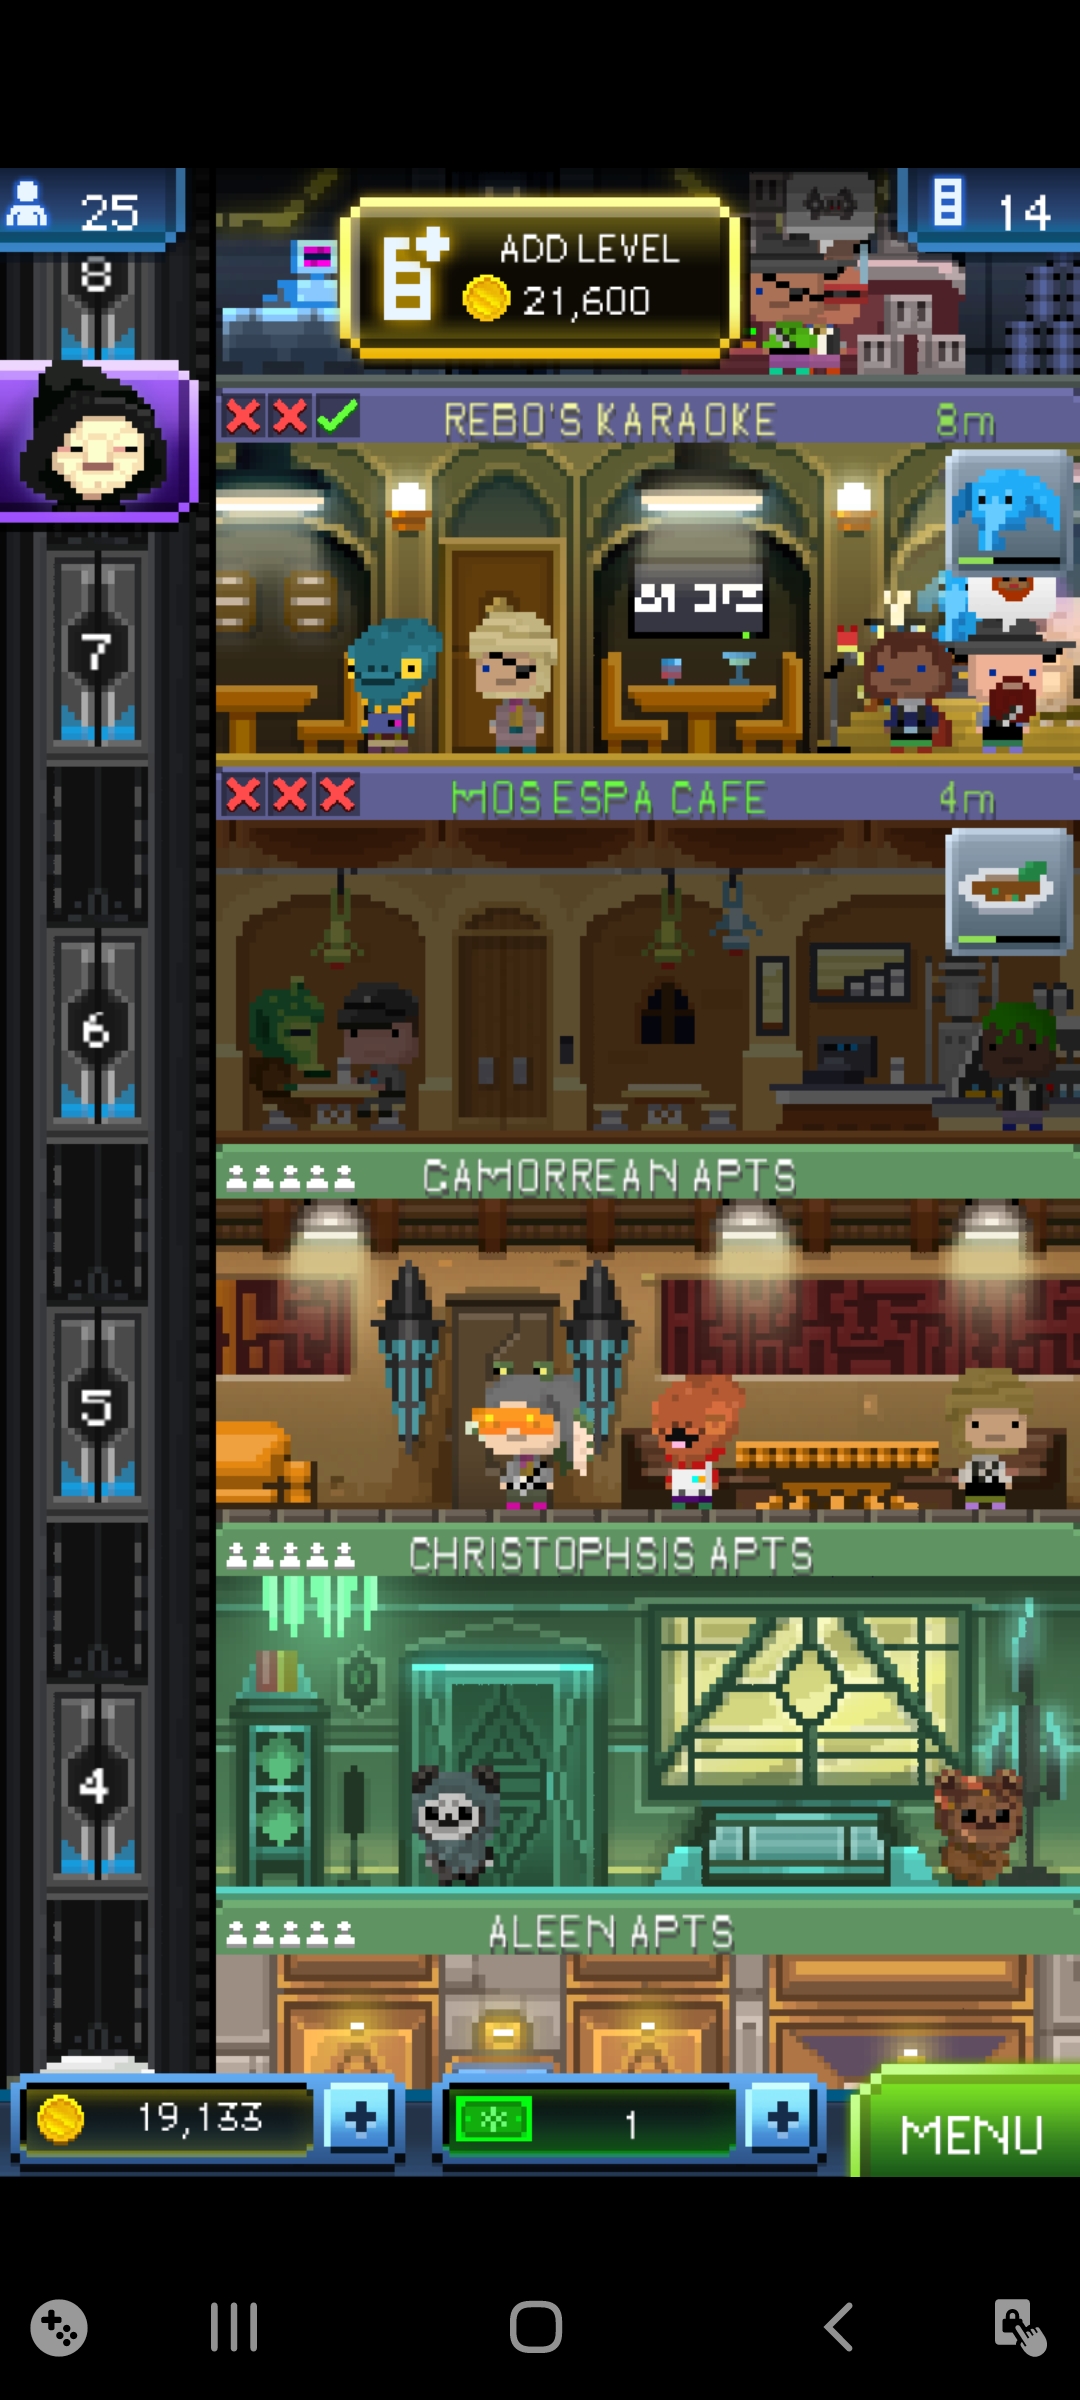 25
14
ADD LEVEL
21,600
8
REBO'S KARAOKE
8m
7
MOS ESPA CAFE
4m
6
CAMORREAN APTS
5
CHRISTOPHSIS APTS
4
ALEEN APTS
19,133
1
MENU